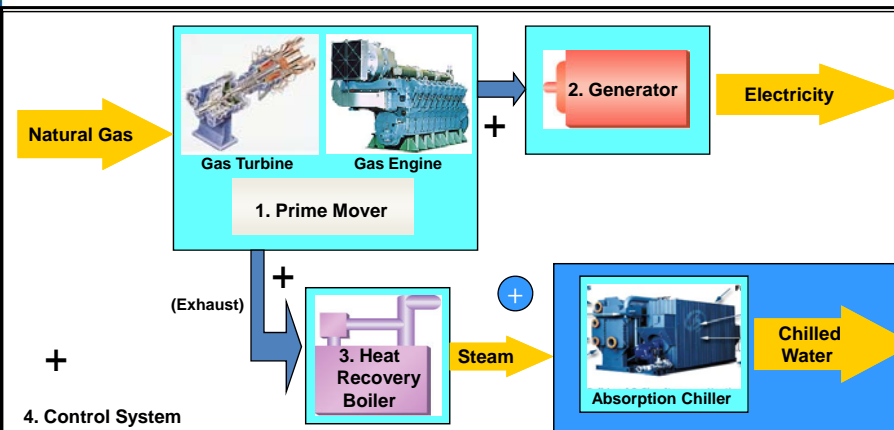 Natural Gas
Gas Turbine
Gas Engine
1. Prime Mover
+
2. Generator
Electricity
(Exhaust)
+
3. Heat
Recovery
Boiler
Steam
+
Absorption Chiller
Chilled
Water
+
4. Control System